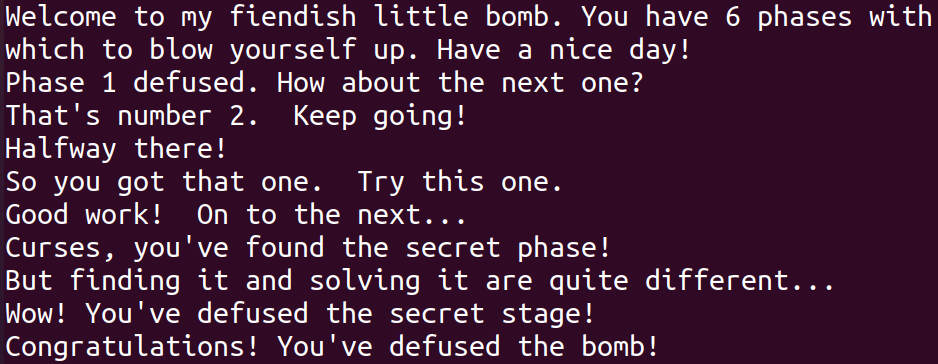 Welcome to my fiendish little bomb. You have 6 phases with
which to blow yourself up. Have a nice day!
Phase 1 defused. How about the next one?
That's number 2.  Keep going!
Halfway there!
So you got that one.  Try this one.
Good work!  On to the next...
Curses, you've found the secret phase!
But finding it and solving it are quite different...
Wow! You've defused the secret stage!
Congratulations! You've defused the bomb!